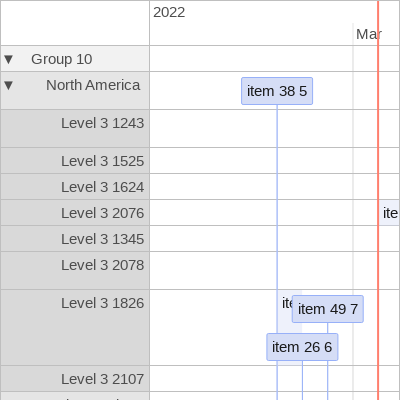 2022
Mar
▼ Group 10
▼ North America
item 38 5
Level 3 1243
Level 3 1525
Level 3 1624
Level 3 2076
ite
Level 3 1345
Level 3 2078
Level 3 1826
ite
item 49 7
item 26 6
Level 3 2107